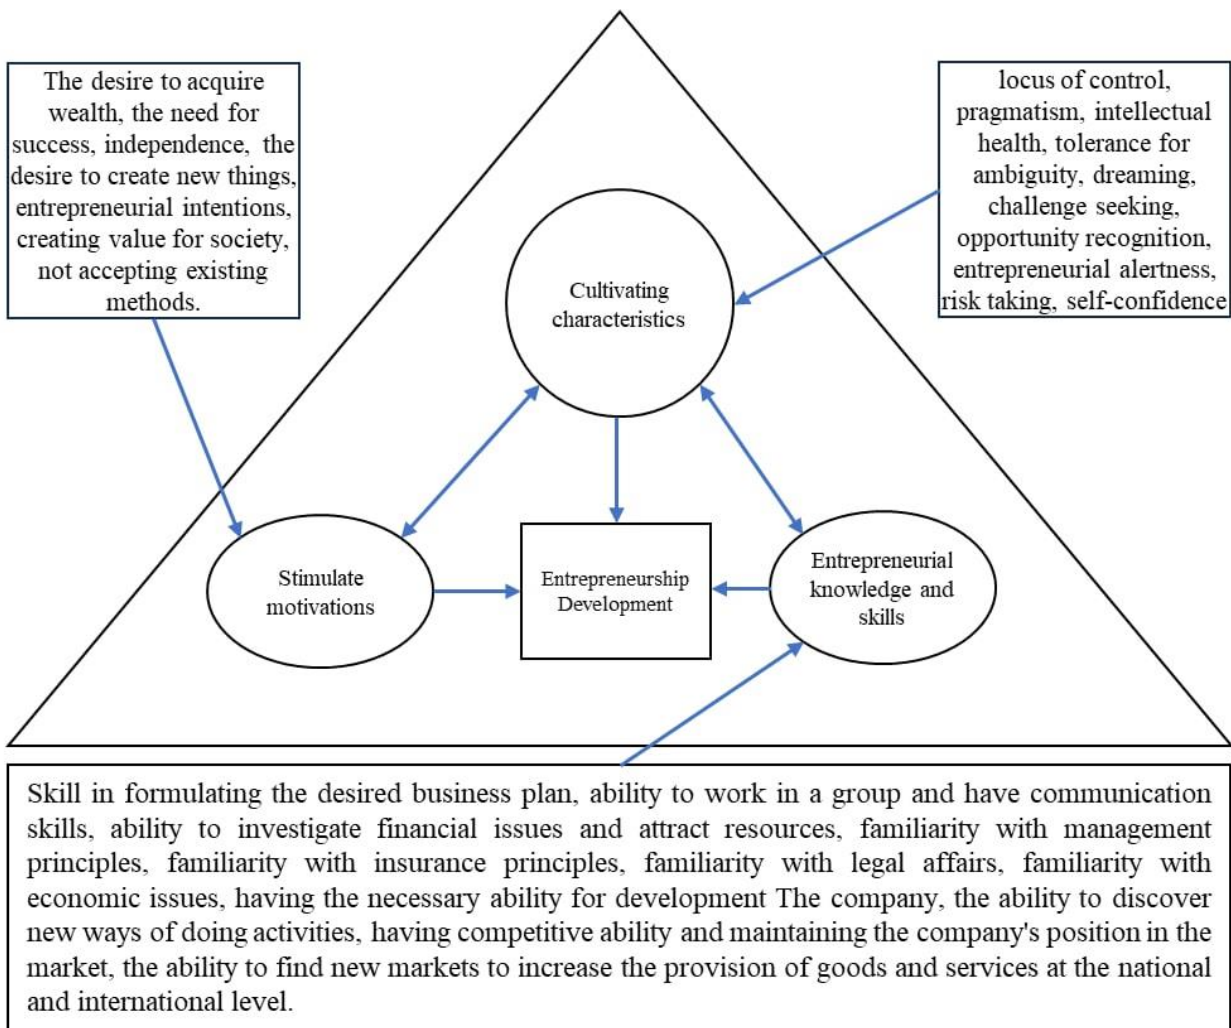 The desire to acquire
wealth, the need for
success, independence, the
desire to create new things,
entrepreneurial intentions,
creating value for society,
not accepting existing
methods.
locus of control,
pragmatism, intellectual
health, tolerance for
ambiguity, dreaming,
challenge seeking,
opportunity recognition,
entrepreneurial alertness,
risk taking, self-confidence
Cultivating
characteristics
Stimulate
motivations
Entrepreneurship
Development
Entrepreneurial
knowledge and
skills
Skill in formulating the desired business plan, ability to work in a group and have communication
skills, ability to investigate financial issues and attract resources, familiarity with management
principles, familiarity with insurance principles, familiarity with legal affairs, familiarity with
economic issues, having the necessary ability for development The company, the ability to discover
new ways of doing activities, having competitive ability and maintaining the company's position in the
market, the ability to find new markets to increase the provision of goods and services at the national
and international level.